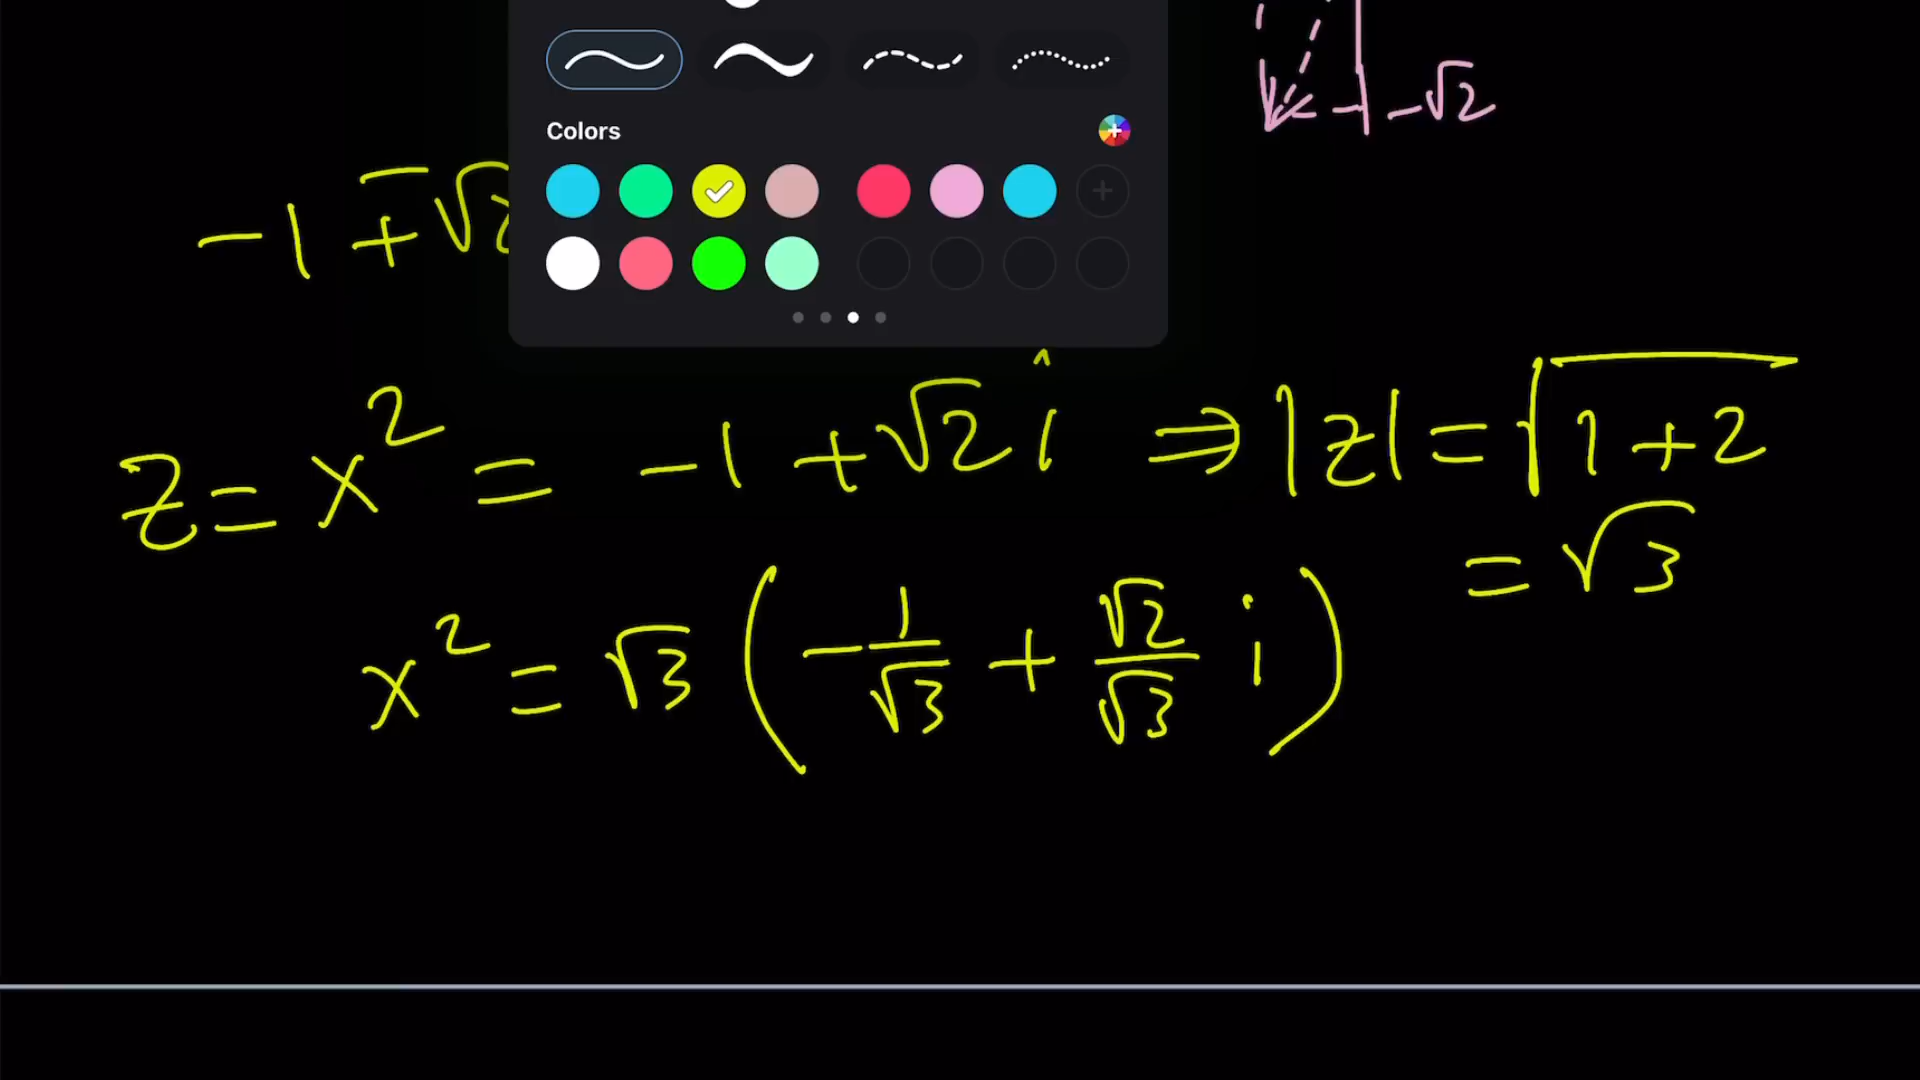 -√2
Colors
-1 ∓ √2
z = x² = -1 + √2 i ⇒ |z| = √(1+2)
= √3
x² = √3 ( -1/√3 + √2/√3 i )